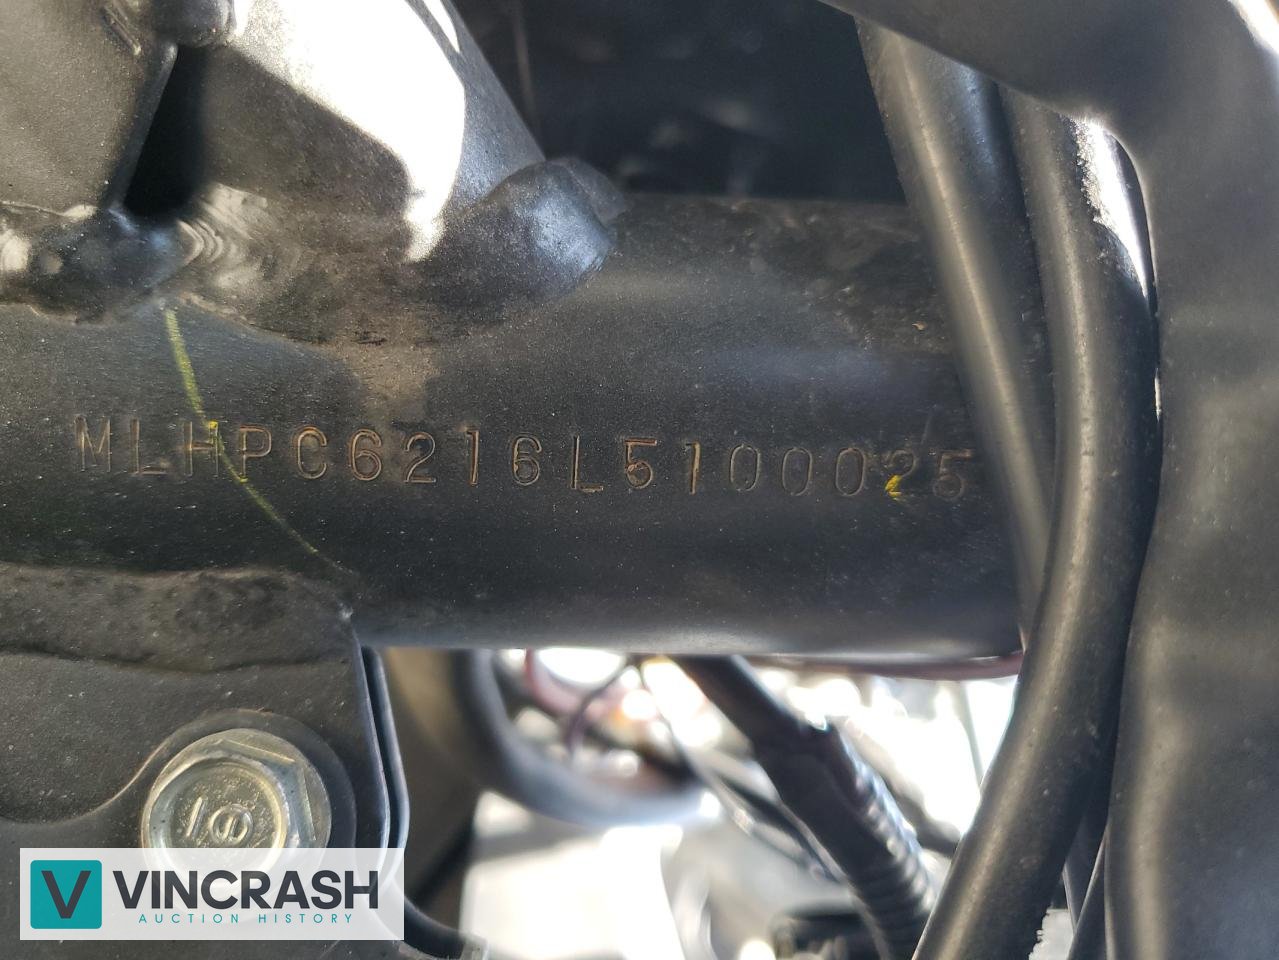 MLHPC6216L5100025
VINCRASH
AUCTION HISTORY